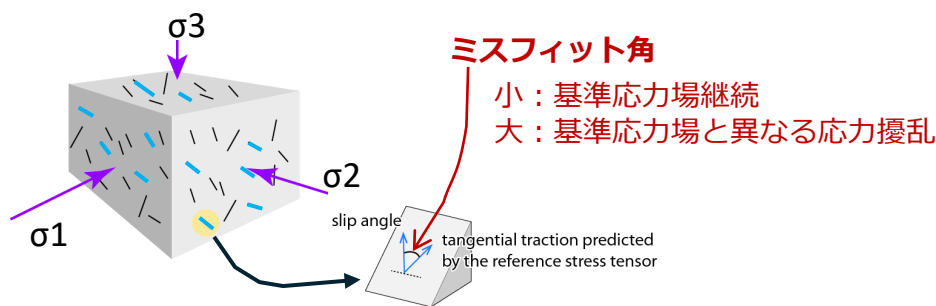 σ3
ミスフィット角
小：基準応力場継続
大：基準応力場と異なる応力擾乱
σ2
σ1
slip angle
tangential traction predicted
by the reference stress tensor